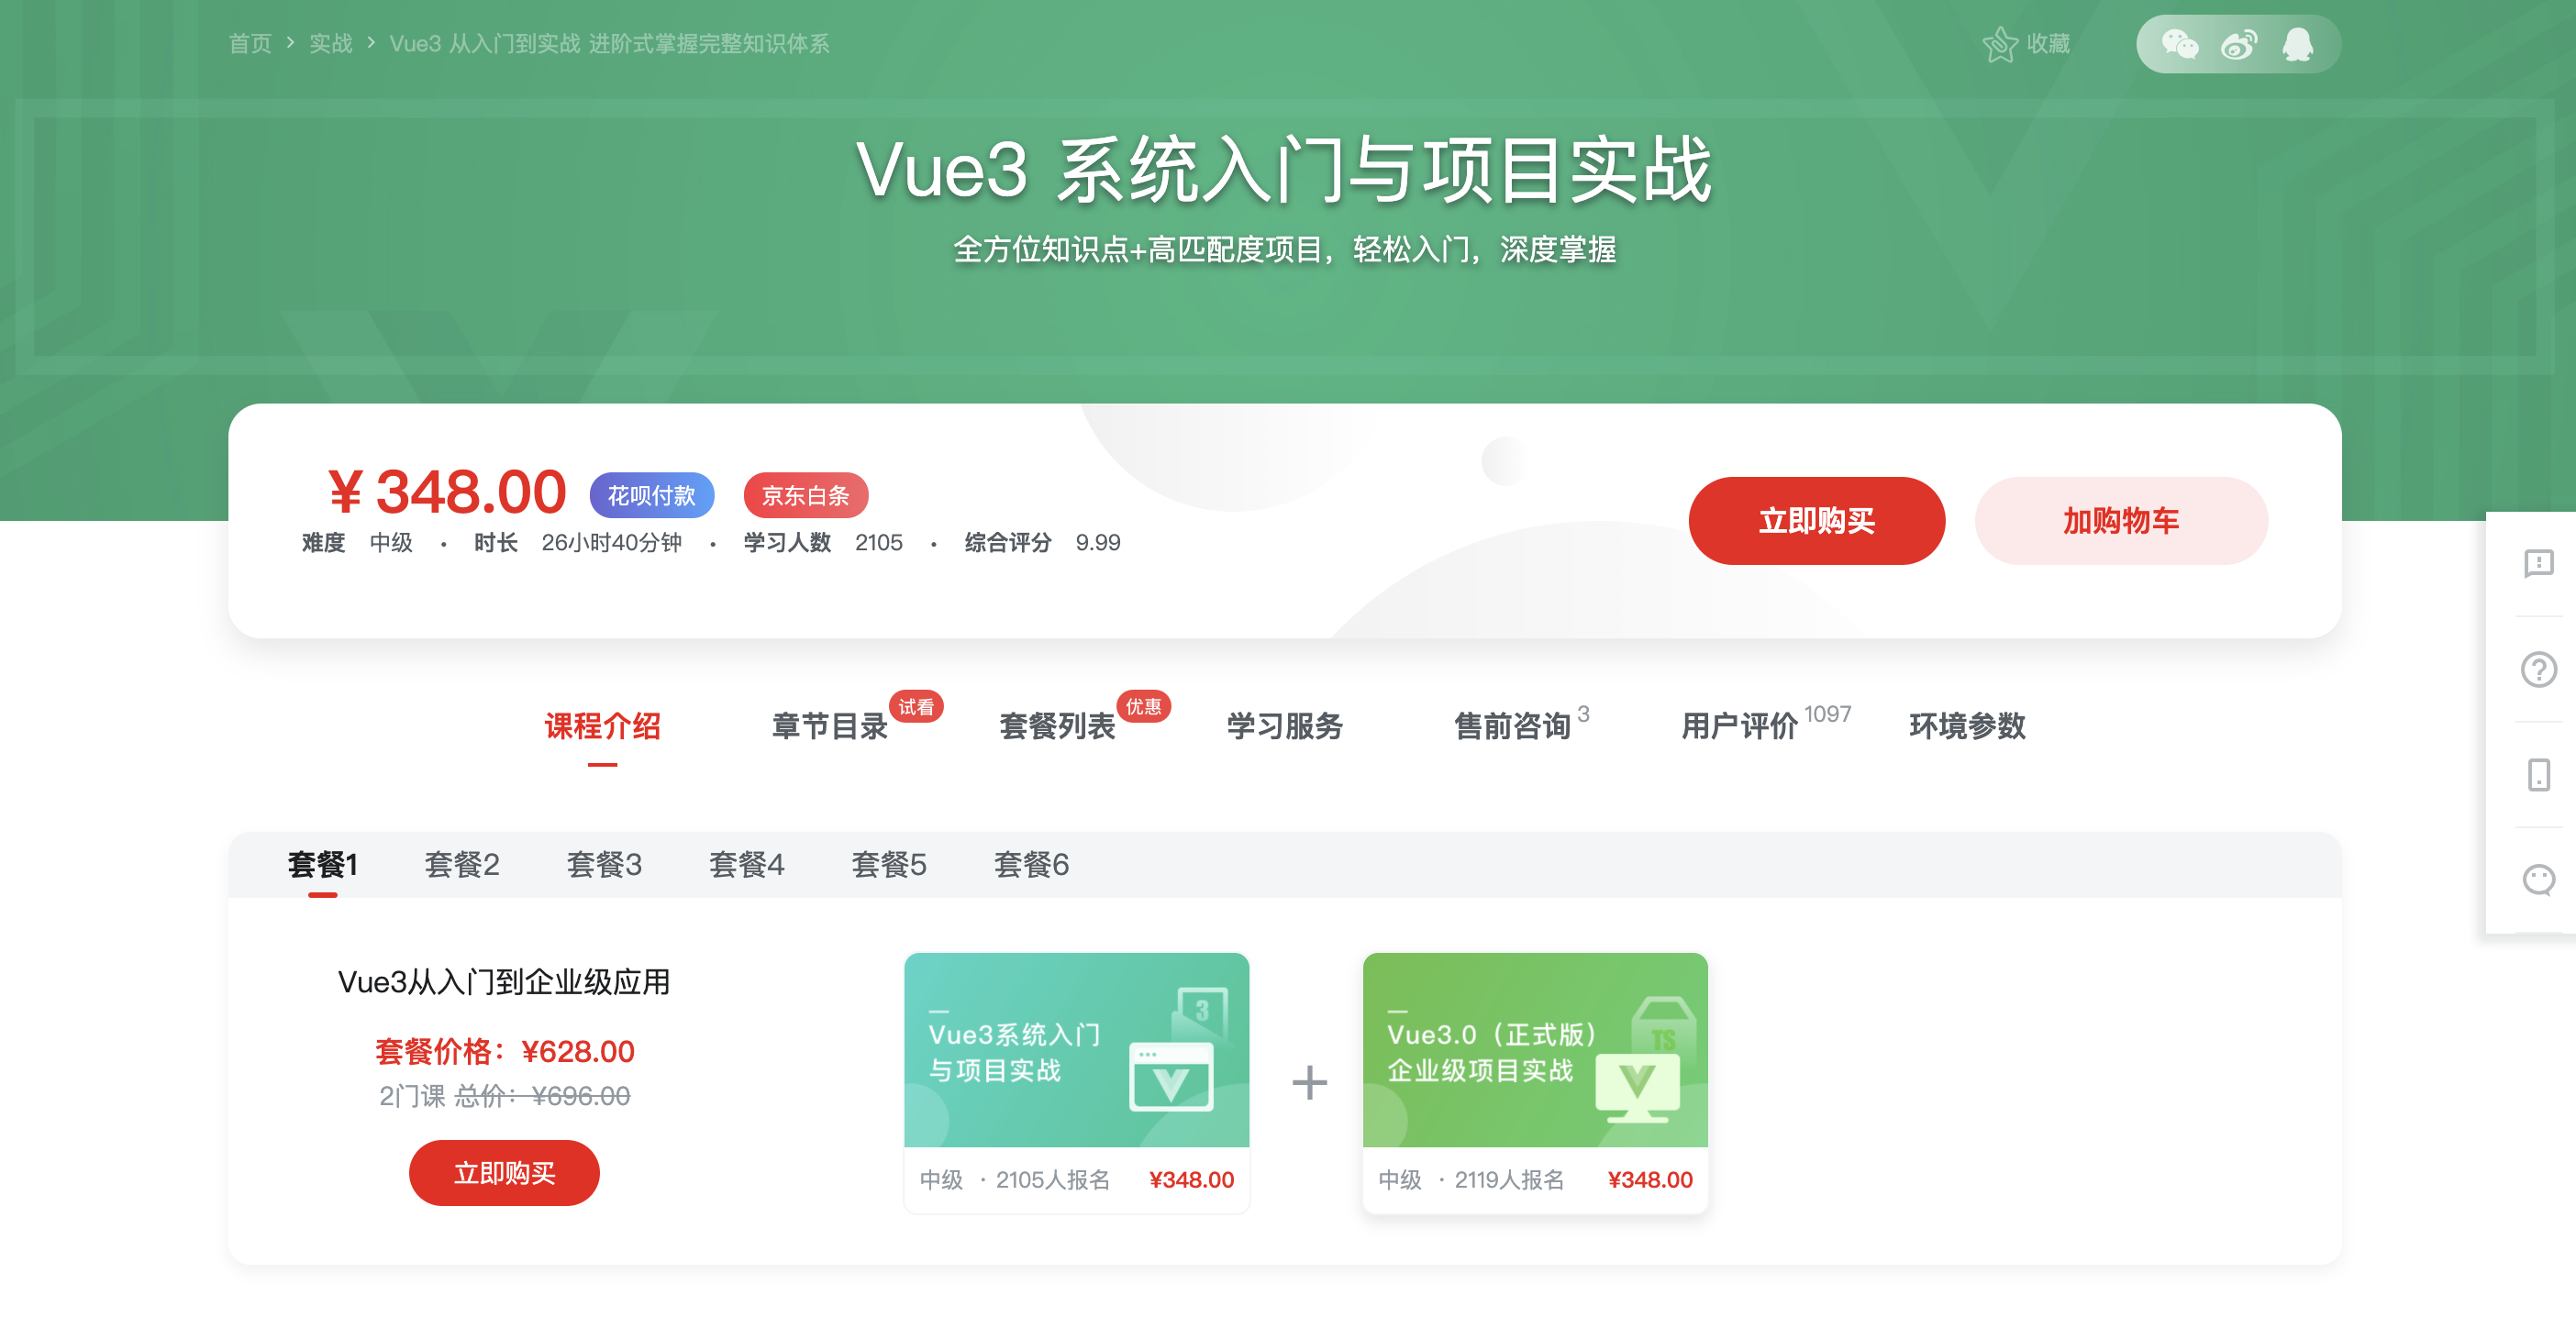 首页 > 实战 > Vue3 从入门到实战 进阶式掌握完整知识体系
收藏
Vue3 系统入门与项目实战
全方位知识点+高匹配度项目，轻松入门，深度掌握
¥ 348.00 花呗付款 京东白条
难度 中级 · 时长 26小时40分钟 · 学习人数 2105 · 综合评分 9.99
立即购买 加购物车
课程介绍 章节目录 试看 套餐列表 优惠 学习服务 售前咨询 3 用户评价 1097 环境参数
套餐1 套餐2 套餐3 套餐4 套餐5 套餐6
Vue3从入门到企业级应用
套餐价格：¥628.00
2门课 总价：¥696.00
立即购买
3
Vue3系统入门
与项目实战
中级 · 2105人报名 ¥348.00
+
TS
Vue3.0（正式版）
企业级项目实战
中级 · 2119人报名 ¥348.00